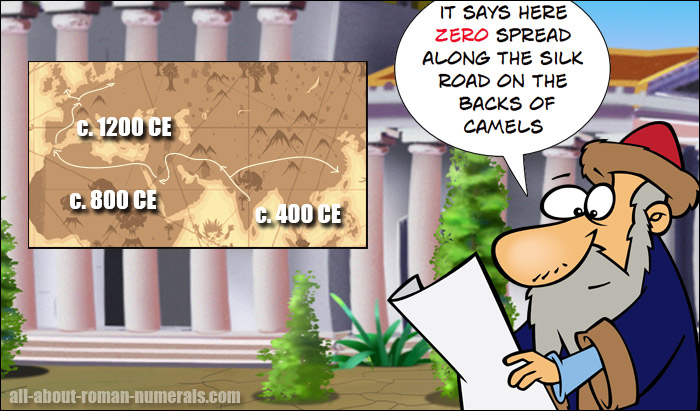 IT SAYS HERE
ZERO SPREAD
ALONG THE SILK
ROAD ON THE
BACKS OF
CAMELS
c. 1200 CE
c. 800 CE
c. 400 CE
all-about-roman-numerals.com